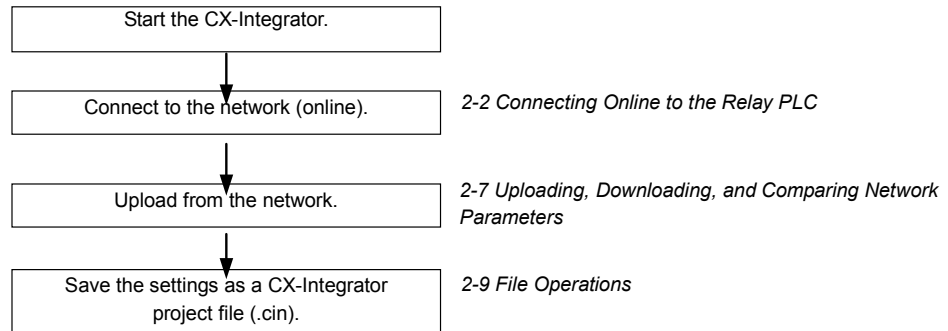 Start the CX-Integrator.
Connect to the network (online).
2-2 Connecting Online to the Relay PLC
Upload from the network.
2-7 Uploading, Downloading, and Comparing Network
Parameters
Save the settings as a CX-Integrator
project file (.cin).
2-9 File Operations